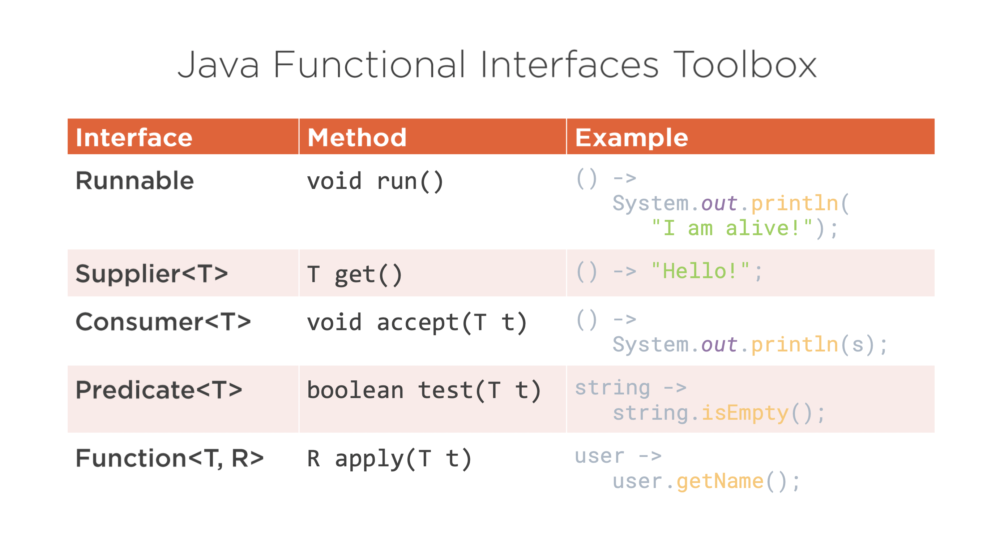 Java Functional Interfaces Toolbox
Interface Method Example
Runnable void run() () ->
System.out.println(
"I am alive!");
Supplier<T> T get() () -> "Hello!";
Consumer<T> void accept(T t) () ->
System.out.println(s);
Predicate<T> boolean test(T t) string ->
string.isEmpty();
Function<T, R> R apply(T t) user ->
user.getName();